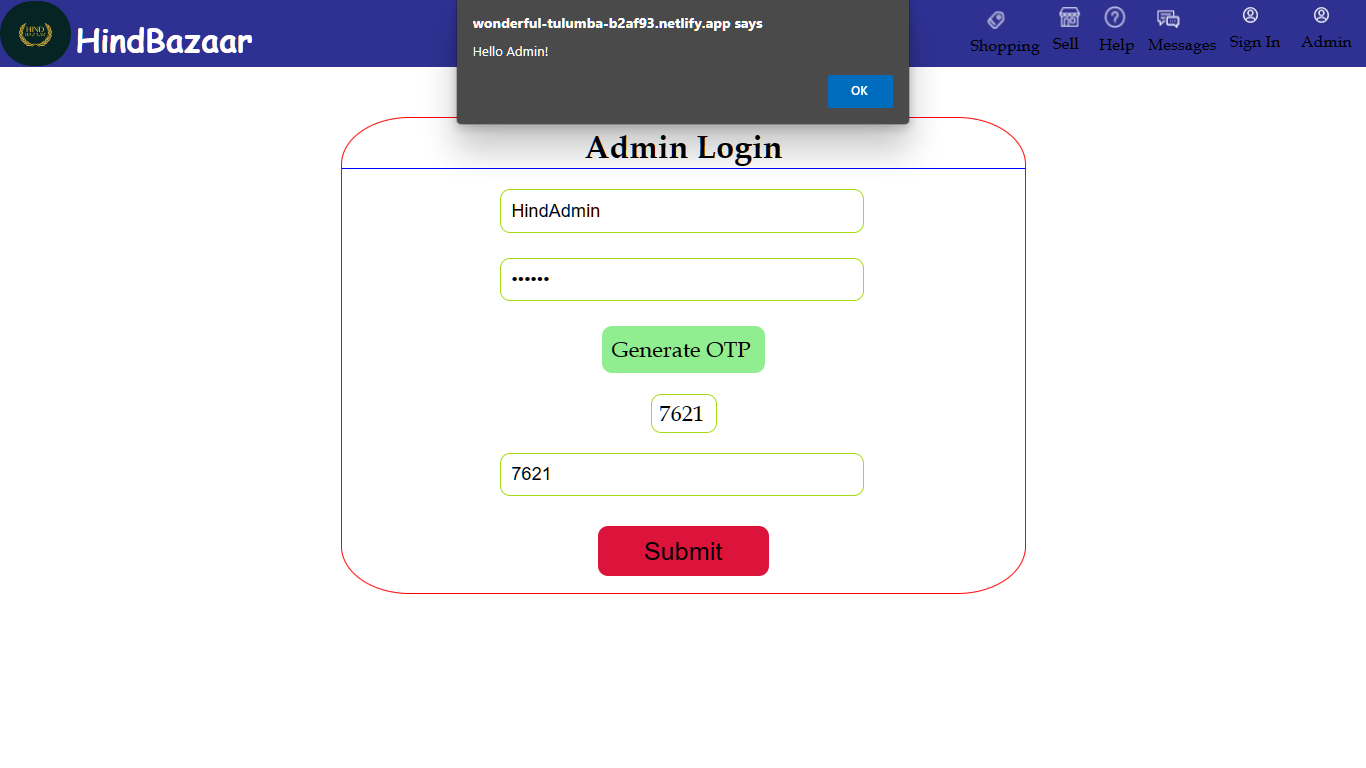 HIND
BAZAAR
HindBazaar
wonderful-tulumba-b2af93.netlify.app says
Hello Admin!
OK
Shopping
Sell
Help
Messages
Sign In
Admin
Admin Login
HindAdmin
••••••
Generate OTP
7621
7621
Submit